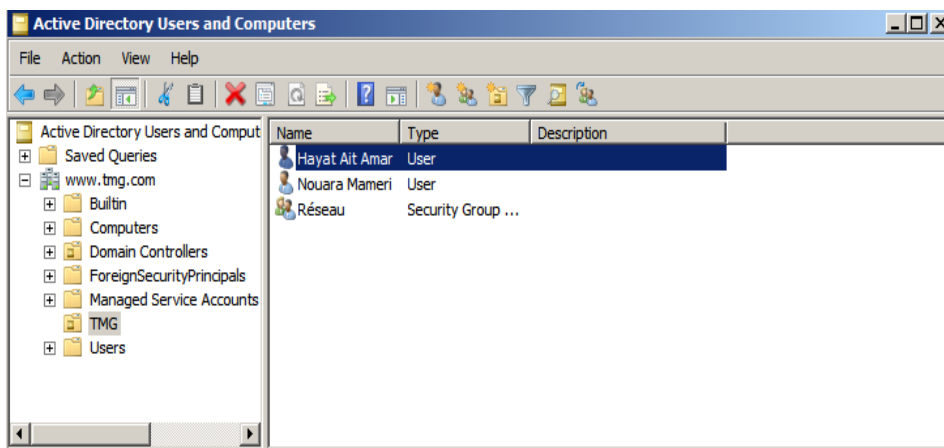 Active Directory Users and Computers
File Action View Help
Active Directory Users and Comput
Saved Queries
www.tmg.com
Builtin
Computers
Domain Controllers
ForeignSecurityPrincipals
Managed Service Accounts
TMG
Users
Name Type Description
Hayat Ait Amar User
Nouara Mameri User
Réseau Security Group ...